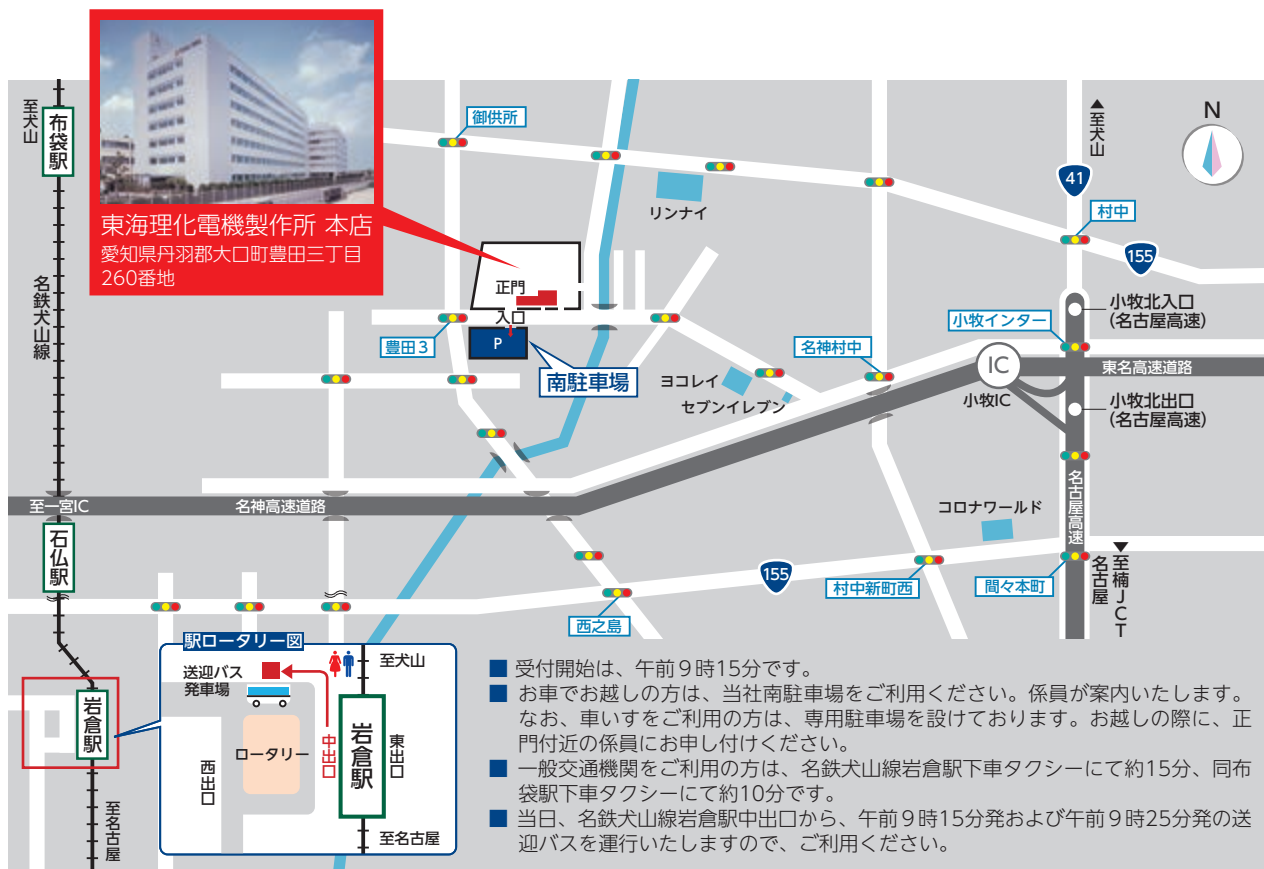 東海理化電機製作所 本店
愛知県丹羽郡大口町豊田三丁目
260番地
至犬山
布袋駅
名鉄犬山線
御供所
リンナイ
至犬山
N
41
村中
155
正門
入口
P
豊田3
南駐車場
小牧北入口
(名古屋高速)
小牧インター
名神村中
IC
東名高速道路
小牧IC
小牧北出口
(名古屋高速)
ヨコレイ
セブンイレブン
至一宮IC
名神高速道路
名古屋高速
コロナワールド
石仏駅
155
村中新町西
間々本町
至楠JCT
名古屋
西之島
岩倉駅
至名古屋
駅ロータリー図
送迎バス
発車場
至犬山
ロータリー
中出口
岩倉駅
東出口
西出口
至名古屋
■ 受付開始は、午前9時15分です。
■ お車でお越しの方は、当社南駐車場をご利用ください。係員が案内いたします。
なお、車いすをご利用の方は、専用駐車場を設けております。お越しの際に、正
門付近の係員にお申し付けください。
■ 一般交通機関をご利用の方は、名鉄犬山線岩倉駅下車タクシーにて約15分、同布
袋駅下車タクシーにて約10分です。
■ 当日、名鉄犬山線岩倉駅中出口から、午前9時15分発および午前9時25分発の送
迎バスを運行いたしますので、ご利用ください。